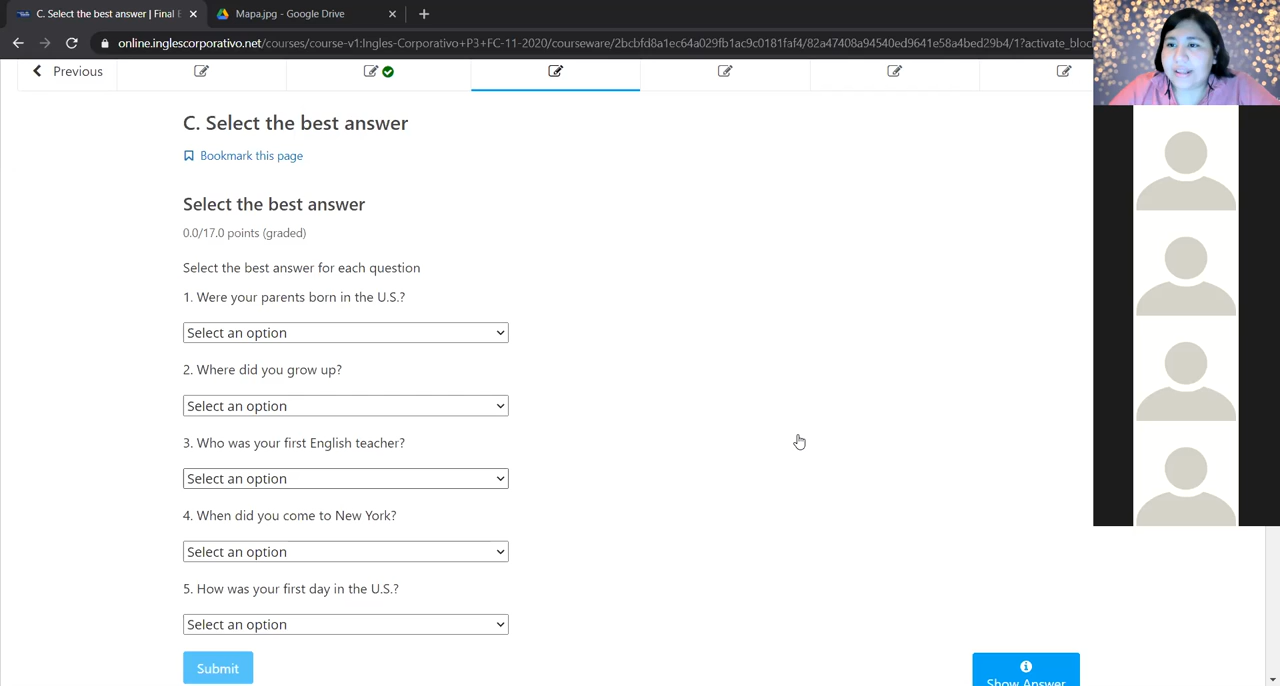 C. Select the best answer | Final E
Mapa.jpg - Google Drive
online.inglescorporativo.net/courses/course-v1:Ingles-Corporativo+P3+FC-11-2020/courseware/2bcbfd8a1ec64a029fb1ac9c0181faf4/82a47408a94540ed9641e58a4bed29b4/1?activate_bloc
Previous
C. Select the best answer
Bookmark this page
Select the best answer
0.0/17.0 points (graded)
Select the best answer for each question
1. Were your parents born in the U.S.?
Select an option
2. Where did you grow up?
Select an option
3. Who was your first English teacher?
Select an option
4. When did you come to New York?
Select an option
5. How was your first day in the U.S.?
Select an option
Submit
Show Answer